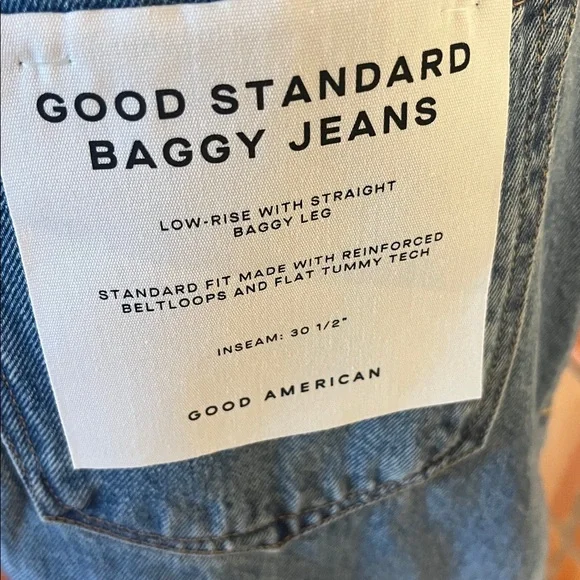 GOOD STANDARD
BAGGY JEANS
LOW-RISE WITH STRAIGHT
BAGGY LEG
STANDARD FIT MADE WITH REINFORCED
BELTLOOPS AND FLAT TUMMY TECH
INSEAM: 30 1/2"
GOOD AMERICAN